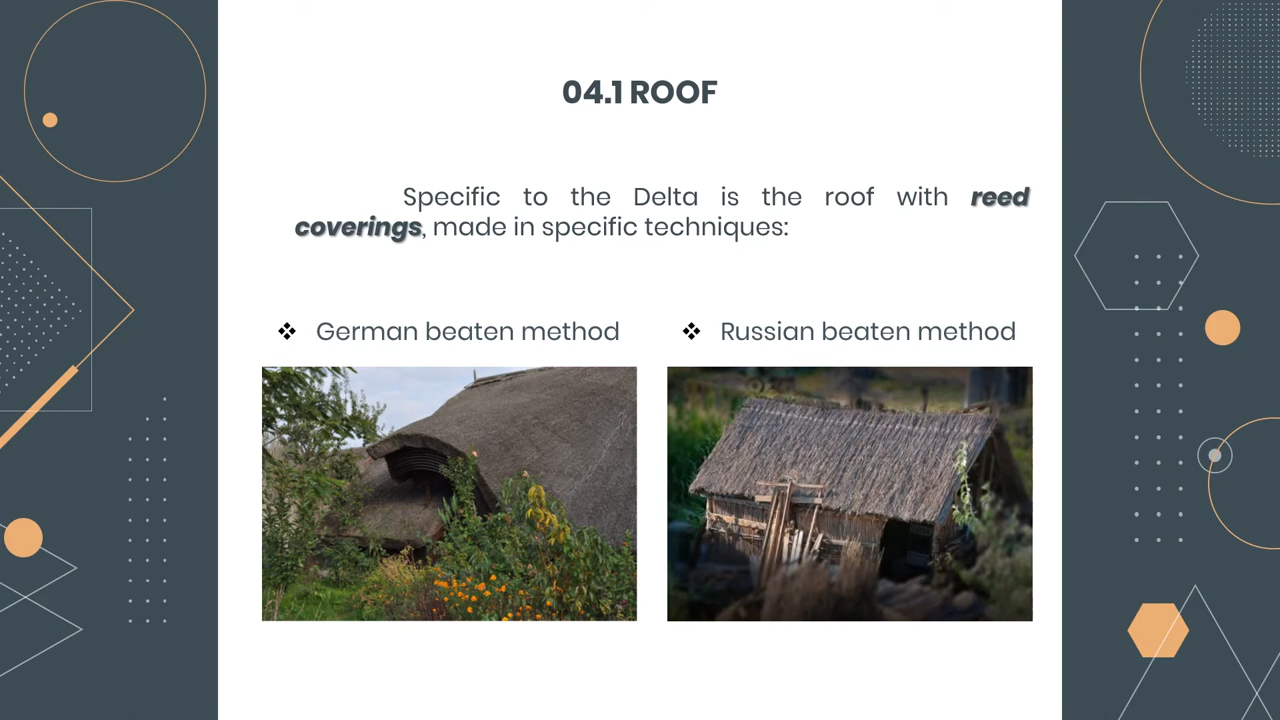 04.1 ROOF
Specific to the Delta is the roof with reed
coverings, made in specific techniques:
❖ German beaten method
❖ Russian beaten method